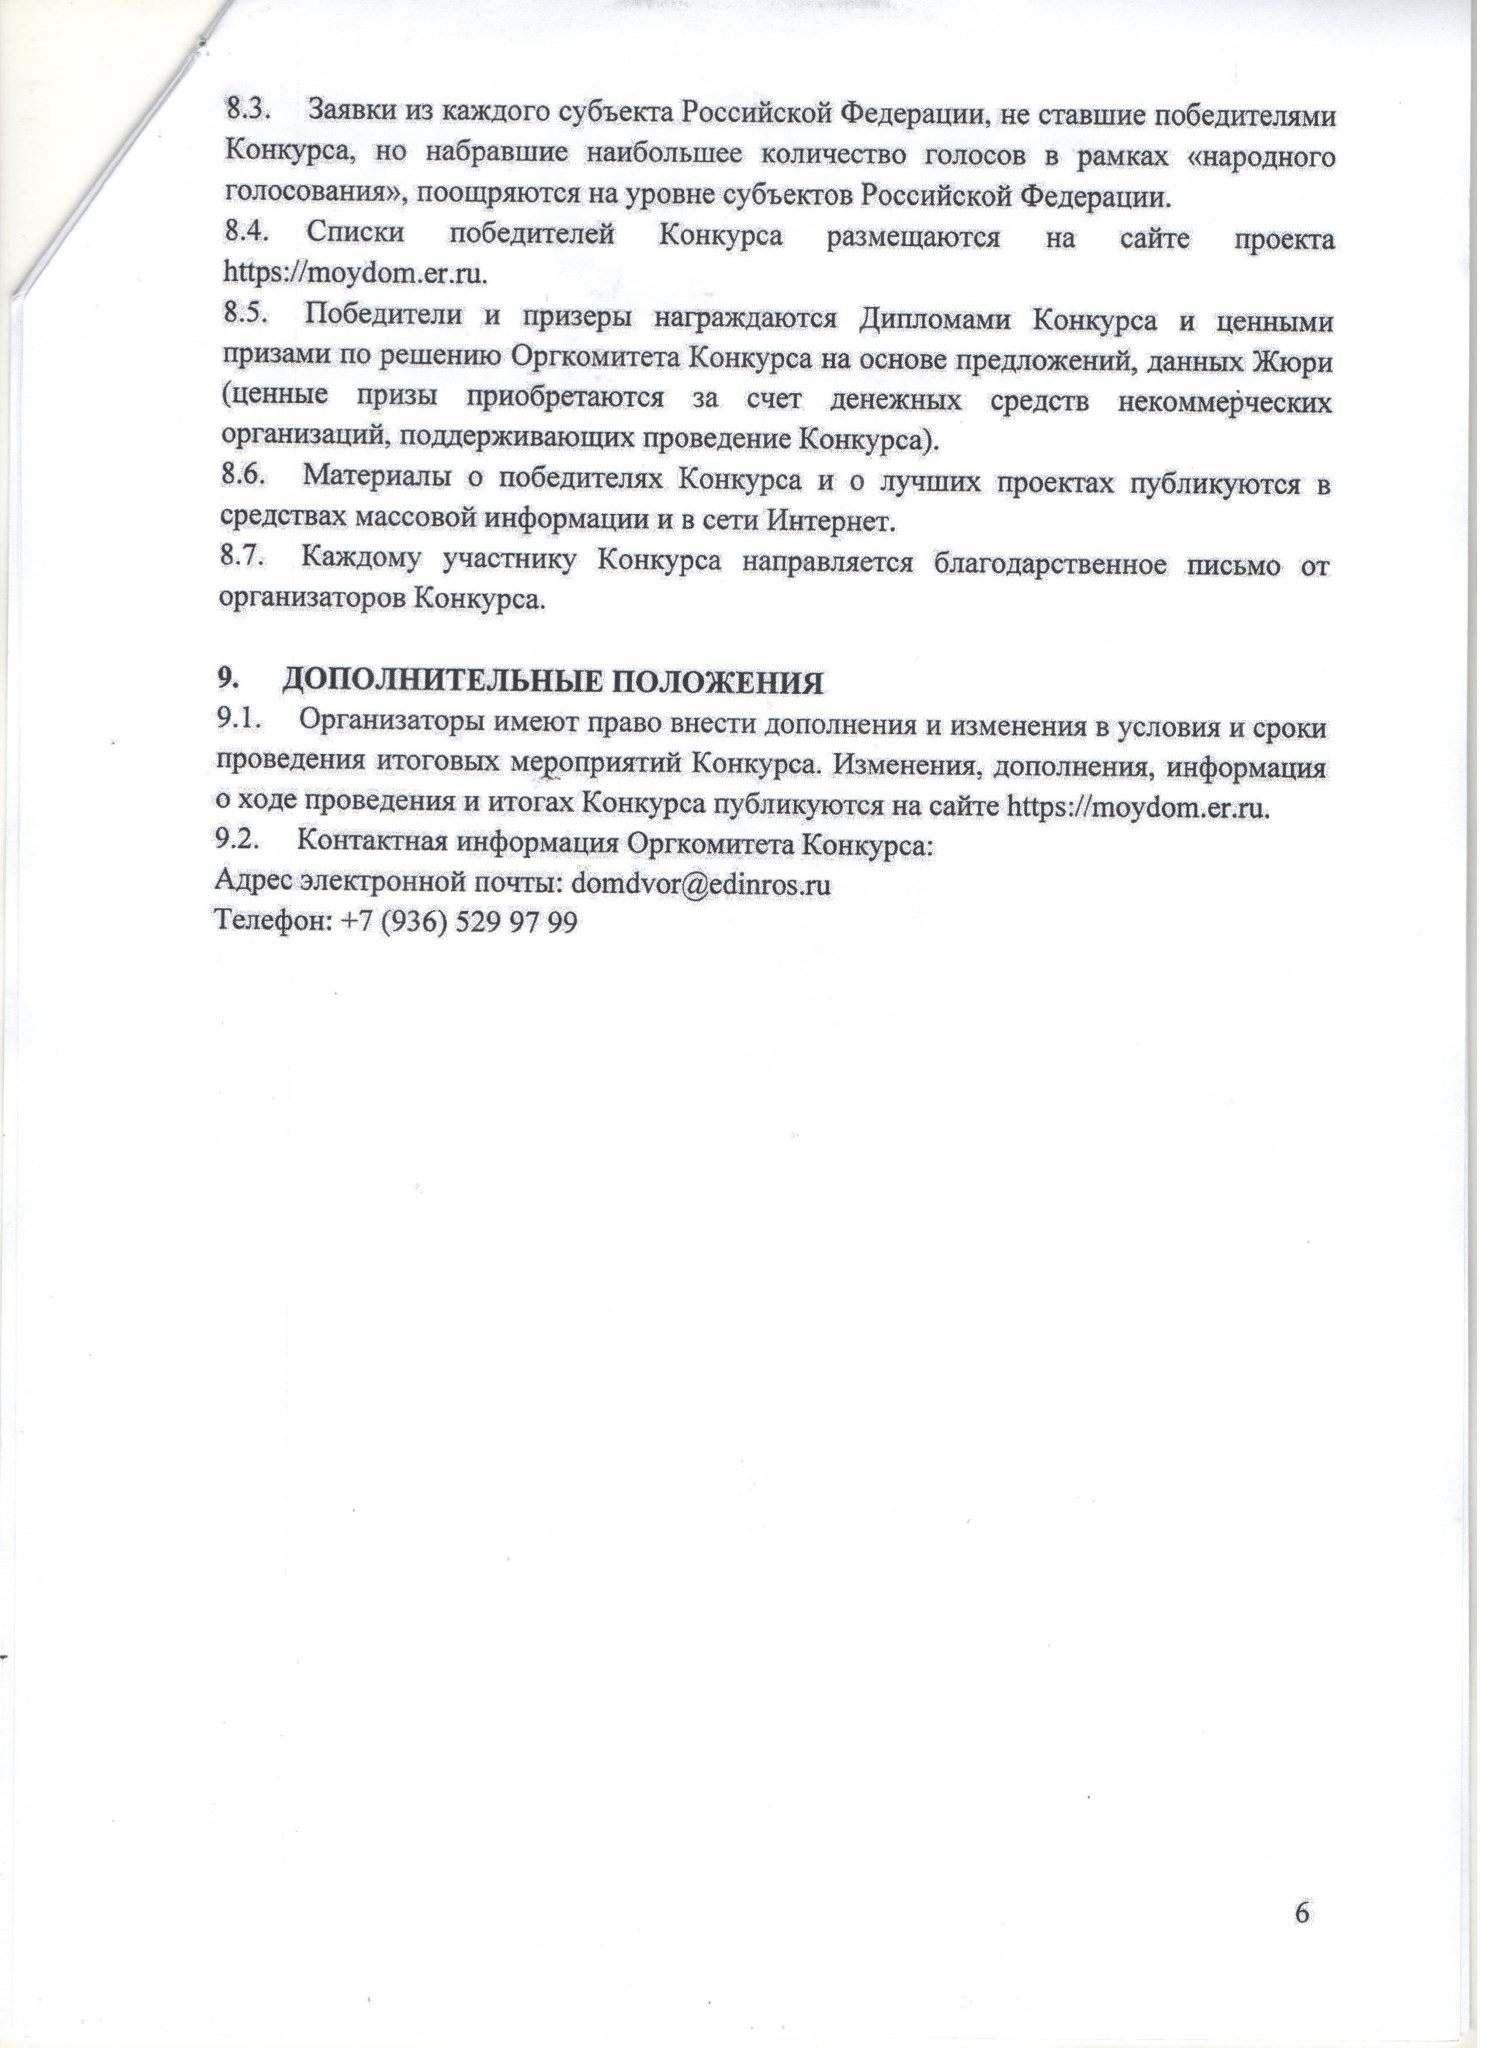 8.3. Заявки из каждого субъекта Российской Федерации, не ставшие победителями
Конкурса, но набравшие наибольшее количество голосов в рамках «народного
голосования», поощряются на уровне субъектов Российской Федерации.
8.4. Списки победителей Конкурса размещаются на сайте проекта
https://moydom.er.ru.
8.5. Победители и призеры награждаются Дипломами Конкурса и ценными
призами по решению Оргкомитета Конкурса на основе предложений, данных Жюри
(ценные призы приобретаются за счет денежных средств некоммерческих
организаций, поддерживающих проведение Конкурса).
8.6. Материалы о победителях Конкурса и о лучших проектах публикуются в
средствах массовой информации и в сети Интернет.
8.7. Каждому участнику Конкурса направляется благодарственное письмо от
организаторов Конкурса.
9. ДОПОЛНИТЕЛЬНЫЕ ПОЛОЖЕНИЯ
9.1. Организаторы имеют право внести дополнения и изменения в условия и сроки
проведения итоговых мероприятий Конкурса. Изменения, дополнения, информация
о ходе проведения и итогах Конкурса публикуются на сайте https://moydom.er.ru.
9.2. Контактная информация Оргкомитета Конкурса:
Адрес электронной почты: domdvor@edinros.ru
Телефон: +7 (936) 529 97 99
6